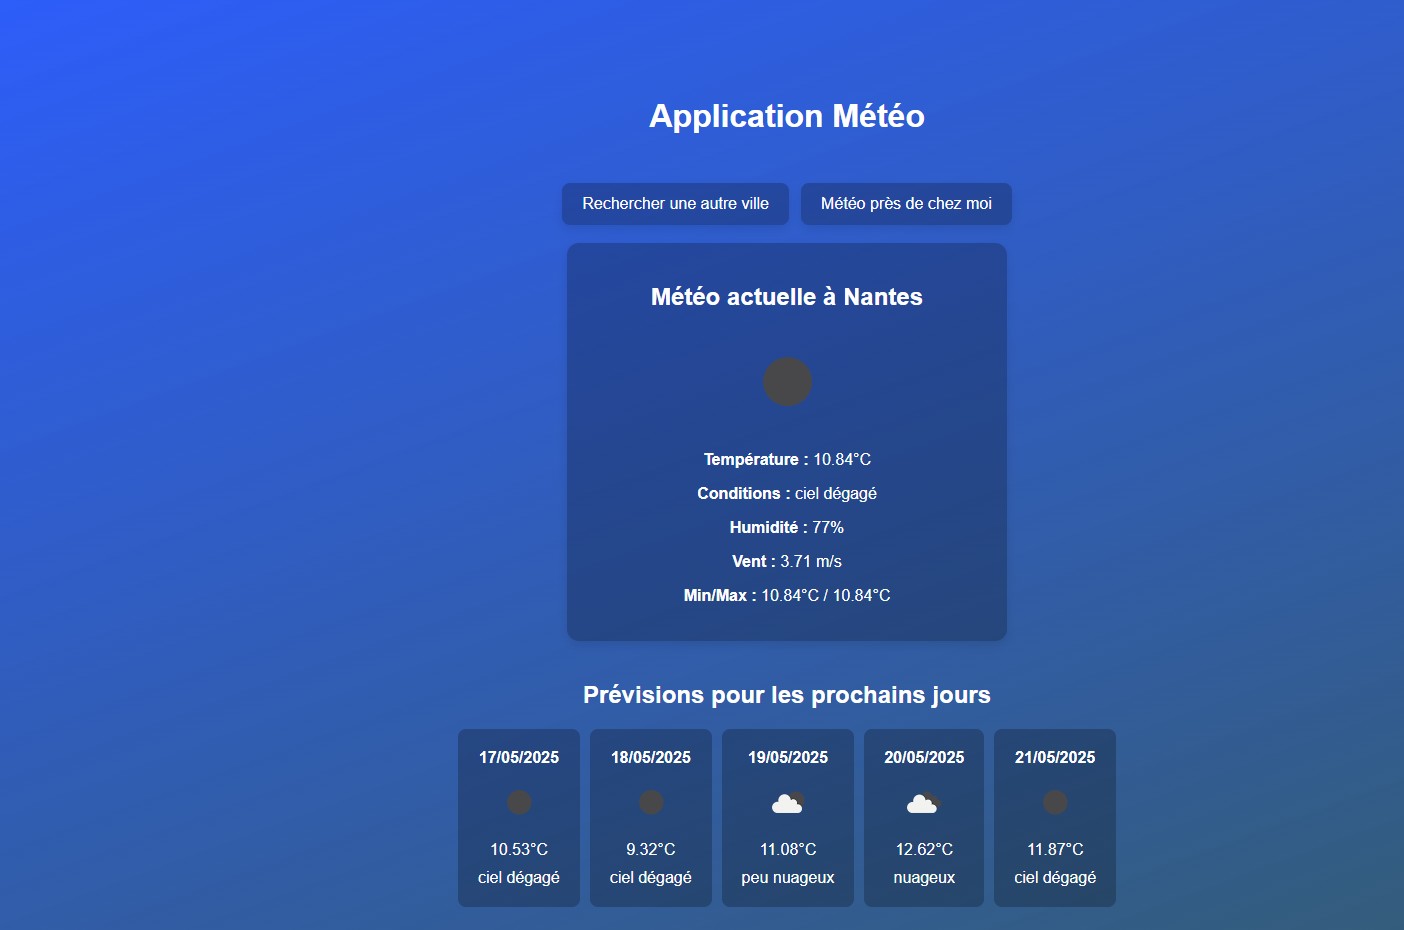 Application Météo
Rechercher une autre ville
Météo près de chez moi
Météo actuelle à Nantes
Température : 10.84°C
Conditions : ciel dégagé
Humidité : 77%
Vent : 3.71 m/s
Min/Max : 10.84°C / 10.84°C
Prévisions pour les prochains jours
17/05/2025
10.53°C
ciel dégagé
18/05/2025
9.32°C
ciel dégagé
19/05/2025
11.08°C
peu nuageux
20/05/2025
12.62°C
nuageux
21/05/2025
11.87°C
ciel dégagé